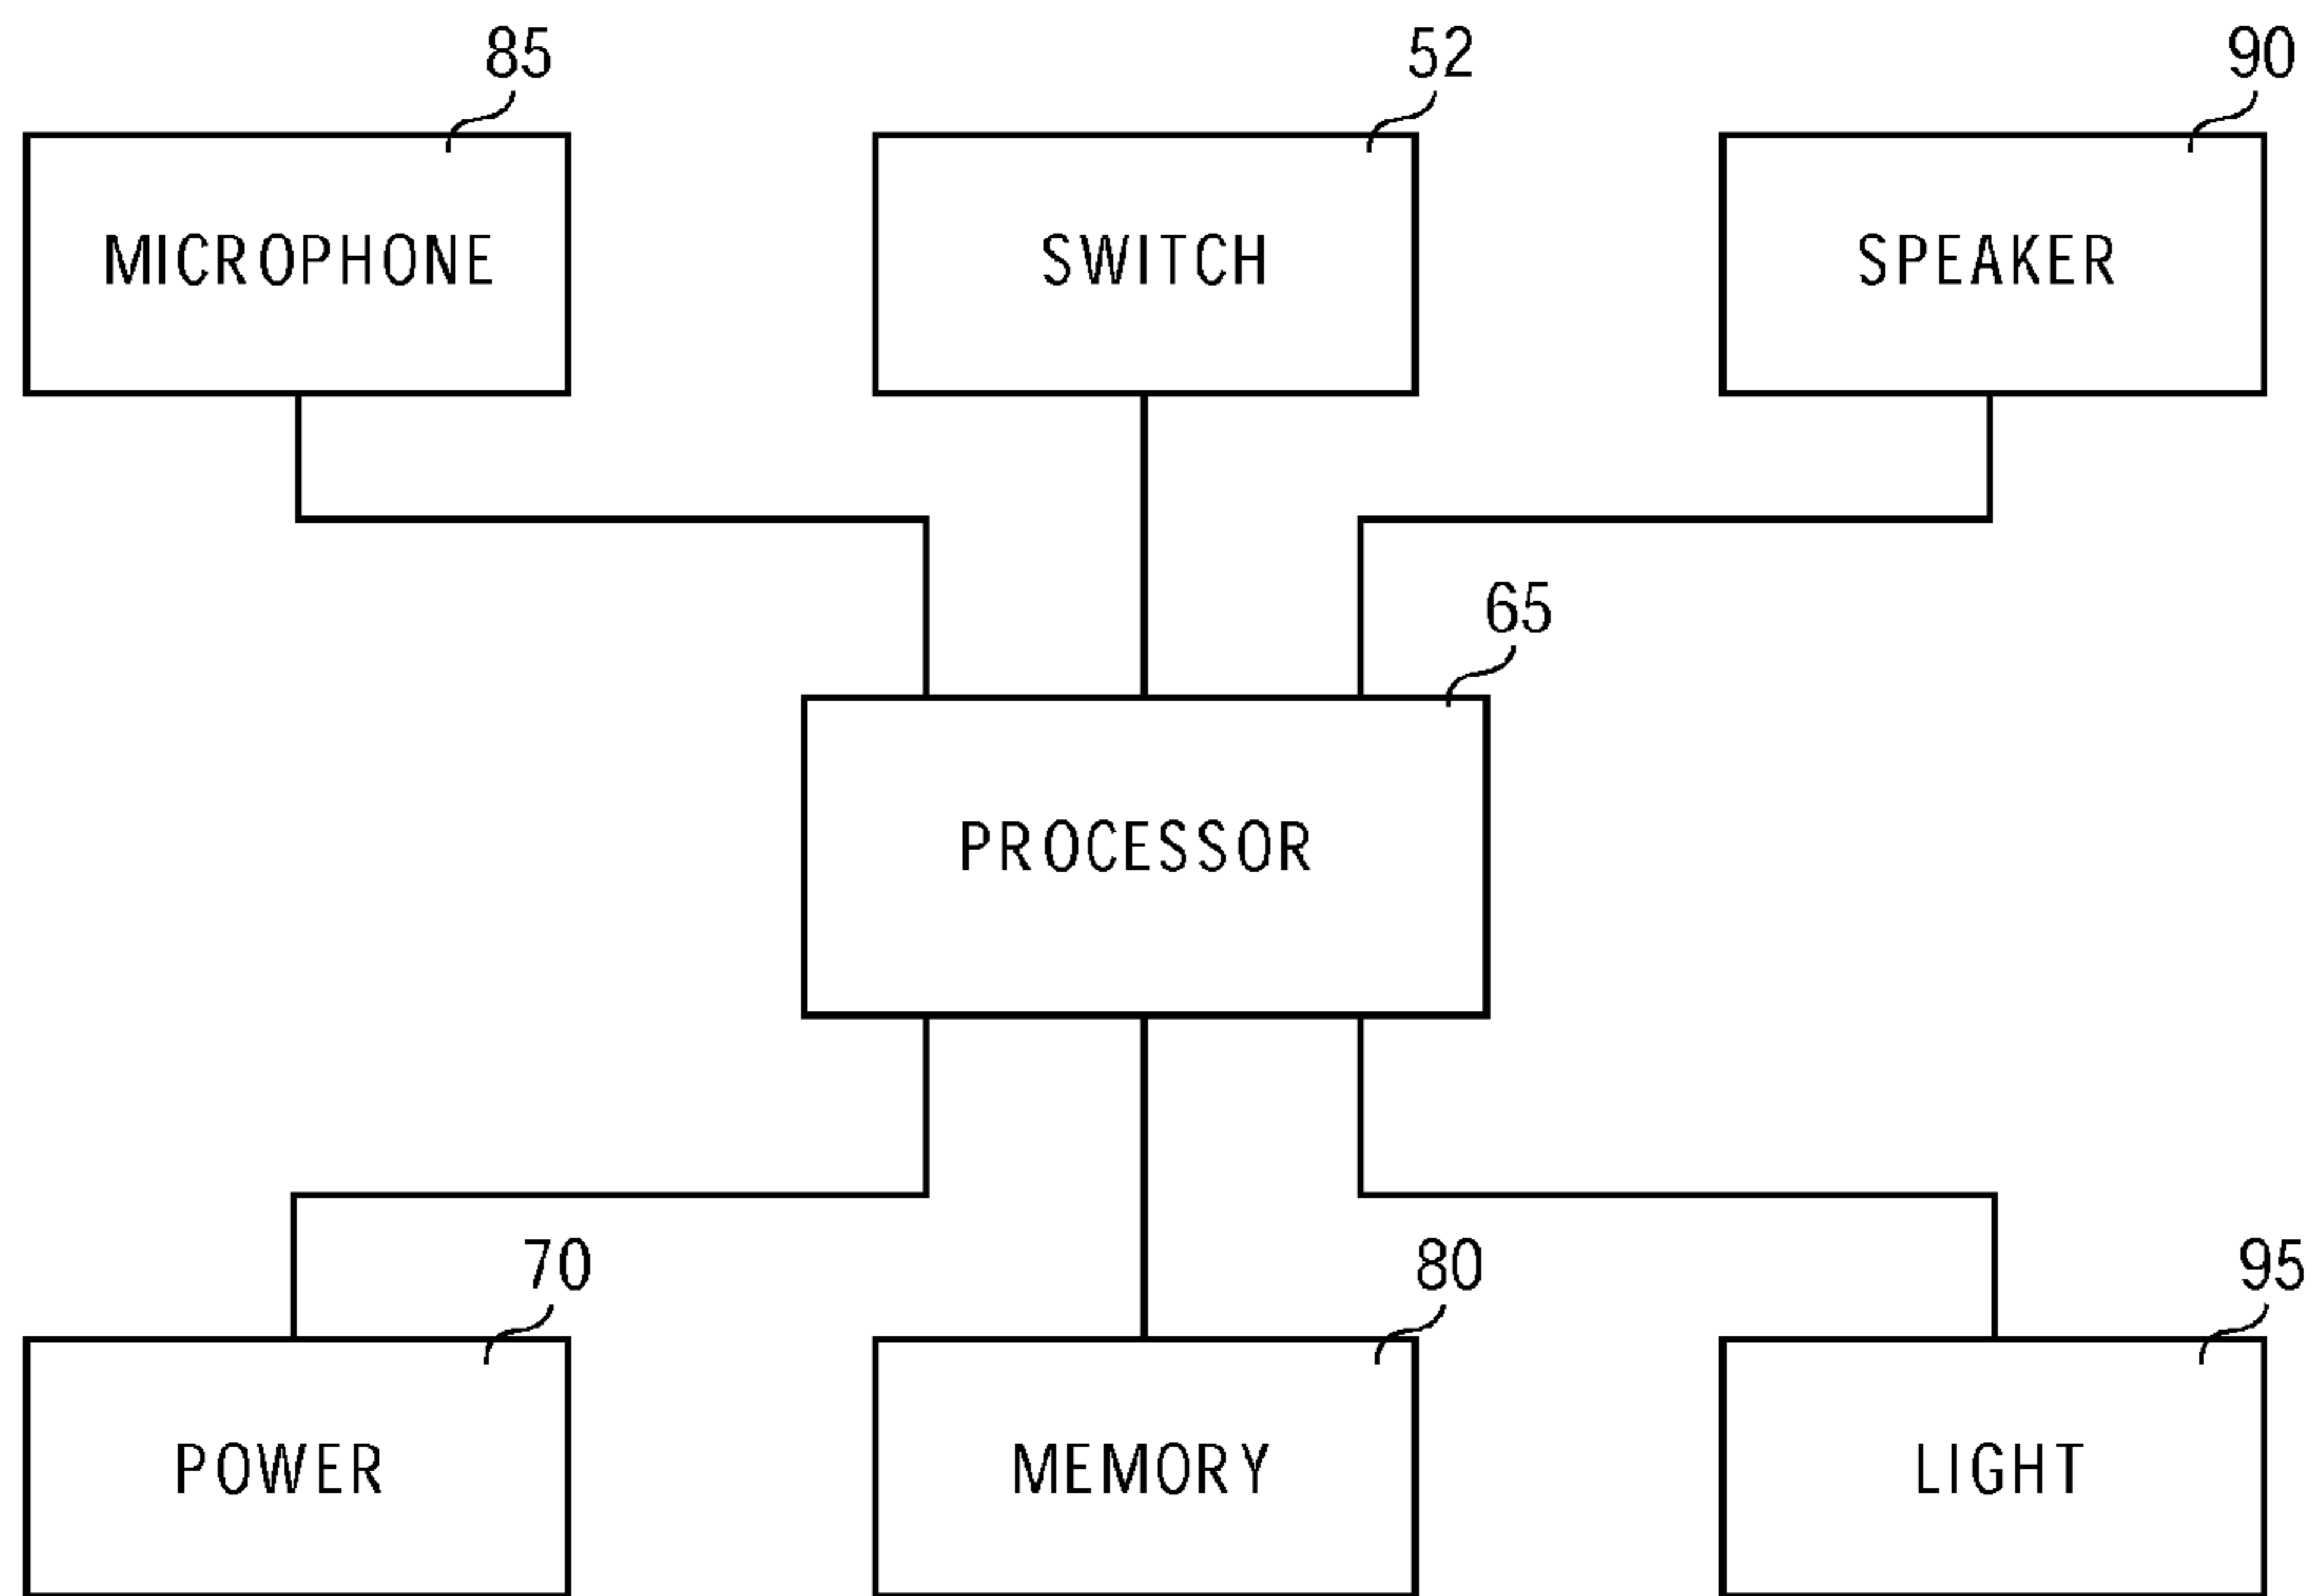 85 52 90
MICROPHONE SWITCH SPEAKER
65
PROCESSOR
70 80 95
POWER MEMORY LIGHT